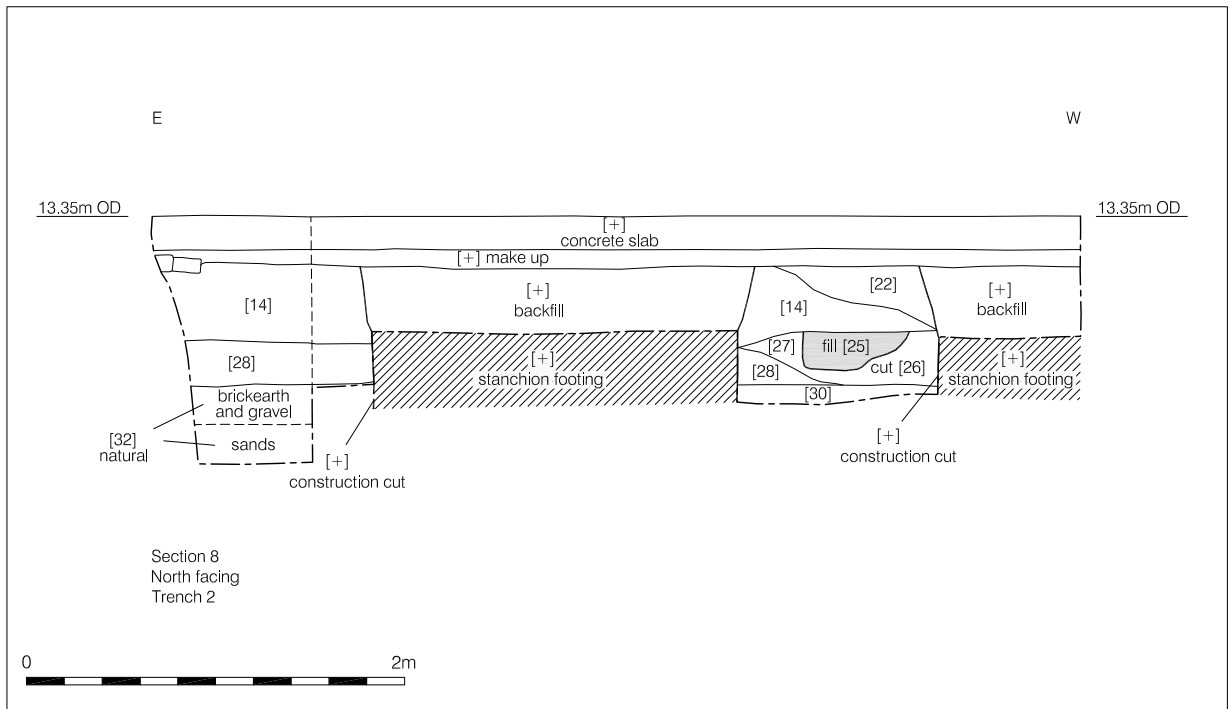 E
W
13.35m OD
13.35m OD
[+]
concrete slab
[+] make up
[14]
[+]
backfill
[14]
[22]
[+]
backfill
[28]
[+]
stanchion footing
[27]
fill [25]
[28]
cut [26]
[30]
[+]
stanchion footing
brickearth
and gravel
[32]
natural
sands
[+]
construction cut
[+]
construction cut
Section 8
North facing
Trench 2
0
2m